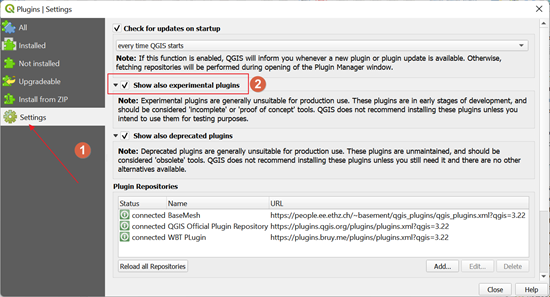 Plugins | Settings
All
Installed
Not installed
Upgradeable
Install from ZIP
Settings
1
Check for updates on startup
every time QGIS starts
Note: If this function is enabled, QGIS will inform you whenever a new plugin or plugin update is available. Otherwise,
fetching repositories will be performed during opening of the Plugin Manager window.
Show also experimental plugins
2
Note: Experimental plugins are generally unsuitable for production use. These plugins are in early stages of development, and
should be considered 'incomplete' or 'proof of concept' tools. QGIS does not recommend installing these plugins unless you
intend to use them for testing purposes.
Show also deprecated plugins
Note: Deprecated plugins are generally unsuitable for production use. These plugins are unmaintained, and should be
considered 'obsolete' tools. QGIS does not recommend installing these plugins unless you still need it and there are no other
alternatives available.
Plugin Repositories
Status Name URL
connected BaseMesh https://people.ee.ethz.ch/~basement/qgis_plugins/qgis_plugins.xml?qgis=3.22
connected QGIS Official Plugin Repository https://plugins.qgis.org/plugins/plugins.xml?qgis=3.22
connected WBT PLugin https://plugins.bruy.me/plugins/plugins.xml?qgis=3.22
Reload all Repositories Add... Edit... Delete
Close Help